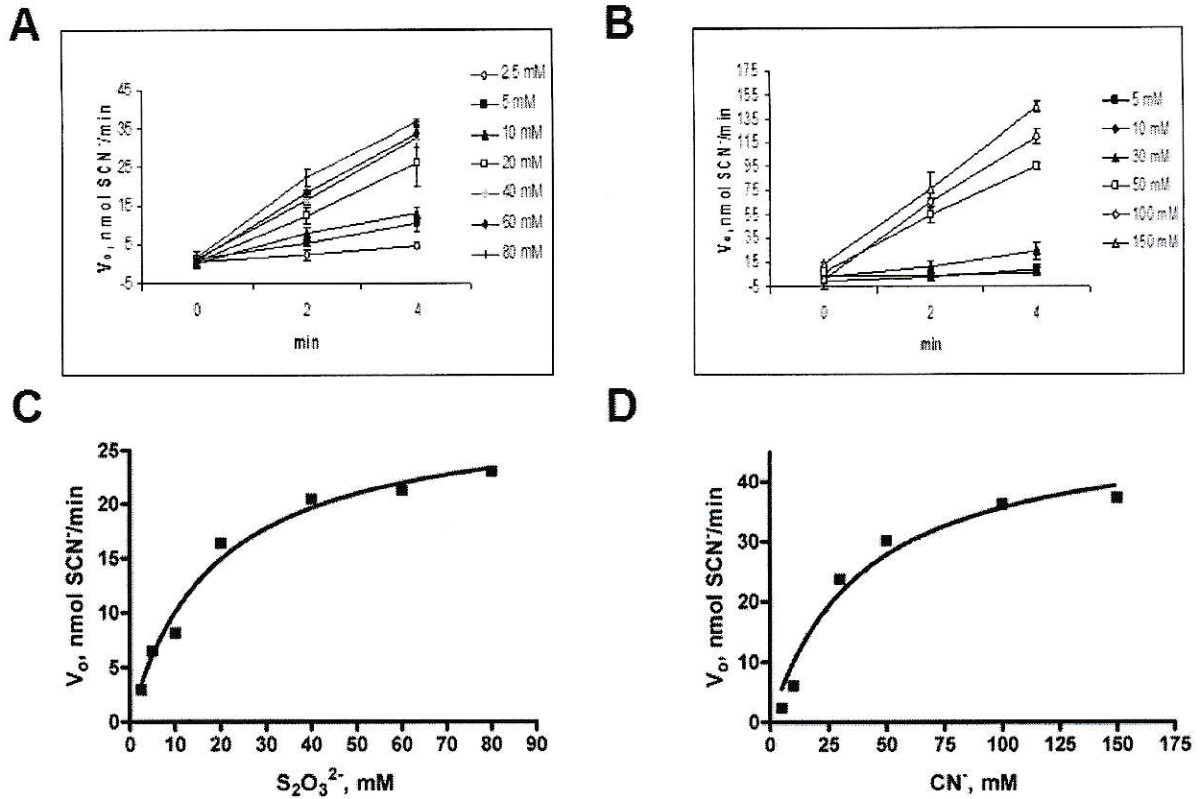 A
V₀, nmol SCN⁻/min
45
35
25
15
5
-5
0
2
4
min
2.5 mM
5 mM
10 mM
20 mM
40 mM
60 mM
80 mM
B
V₀, nmol SCN⁻/min
175
155
135
115
95
75
55
35
15
-5
0
2
4
min
5 mM
10 mM
30 mM
50 mM
100 mM
150 mM
C
Vₒ, nmol SCN⁻/min
25
20
15
10
5
0
0 10 20 30 40 50 60 70 80 90
S₂O₃²⁻, mM
D
Vₒ, nmol SCN⁻/min
40
30
20
10
0
0 25 50 75 100 125 150 175
CN⁻, mM